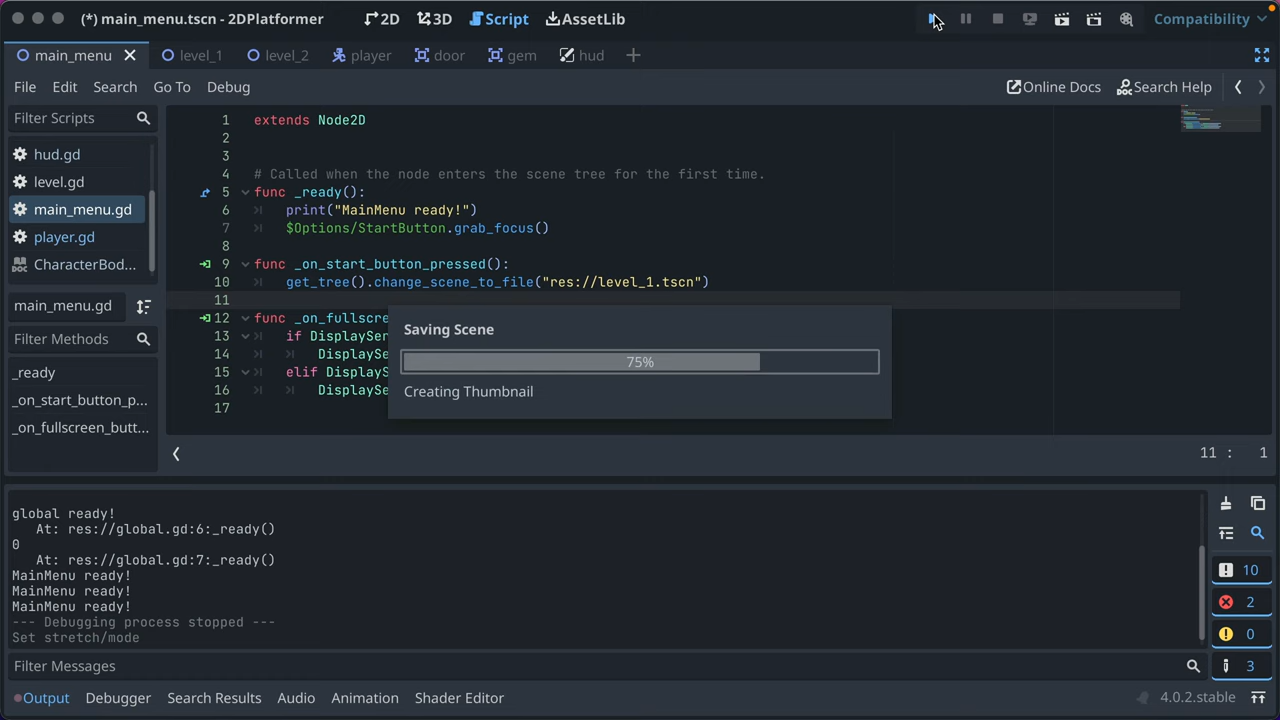 (*) main_menu.tscn - 2DPlatformer
2D 3D Script AssetLib
Compatibility
main_menu level_1 level_2 player door gem hud
File Edit Search Go To Debug
Online Docs Search Help
Filter Scripts
hud.gd
level.gd
main_menu.gd
player.gd
CharacterBod...
main_menu.gd
Filter Methods
_ready
_on_start_button_p...
_on_fullscreen_butt...
1 extends Node2D
2
3
4 # Called when the node enters the scene tree for the first time.
5 func _ready():
6 print("MainMenu ready!")
7 $Options/StartButton.grab_focus()
8
9 func _on_start_button_pressed():
10 get_tree().change_scene_to_file("res://level_1.tscn")
11
12 func _on_fullscre
13 if DisplaySer
14 DisplaySe
15 elif DisplayS
16 DisplaySe
17
Saving Scene
75%
Creating Thumbnail
11 : 1
global ready!
At: res://global.gd:6:_ready()
0
At: res://global.gd:7:_ready()
MainMenu ready!
MainMenu ready!
MainMenu ready!
--- Debugging process stopped ---
Set stretch/mode
10
2
0
3
Filter Messages
Output Debugger Search Results Audio Animation Shader Editor
4.0.2.stable